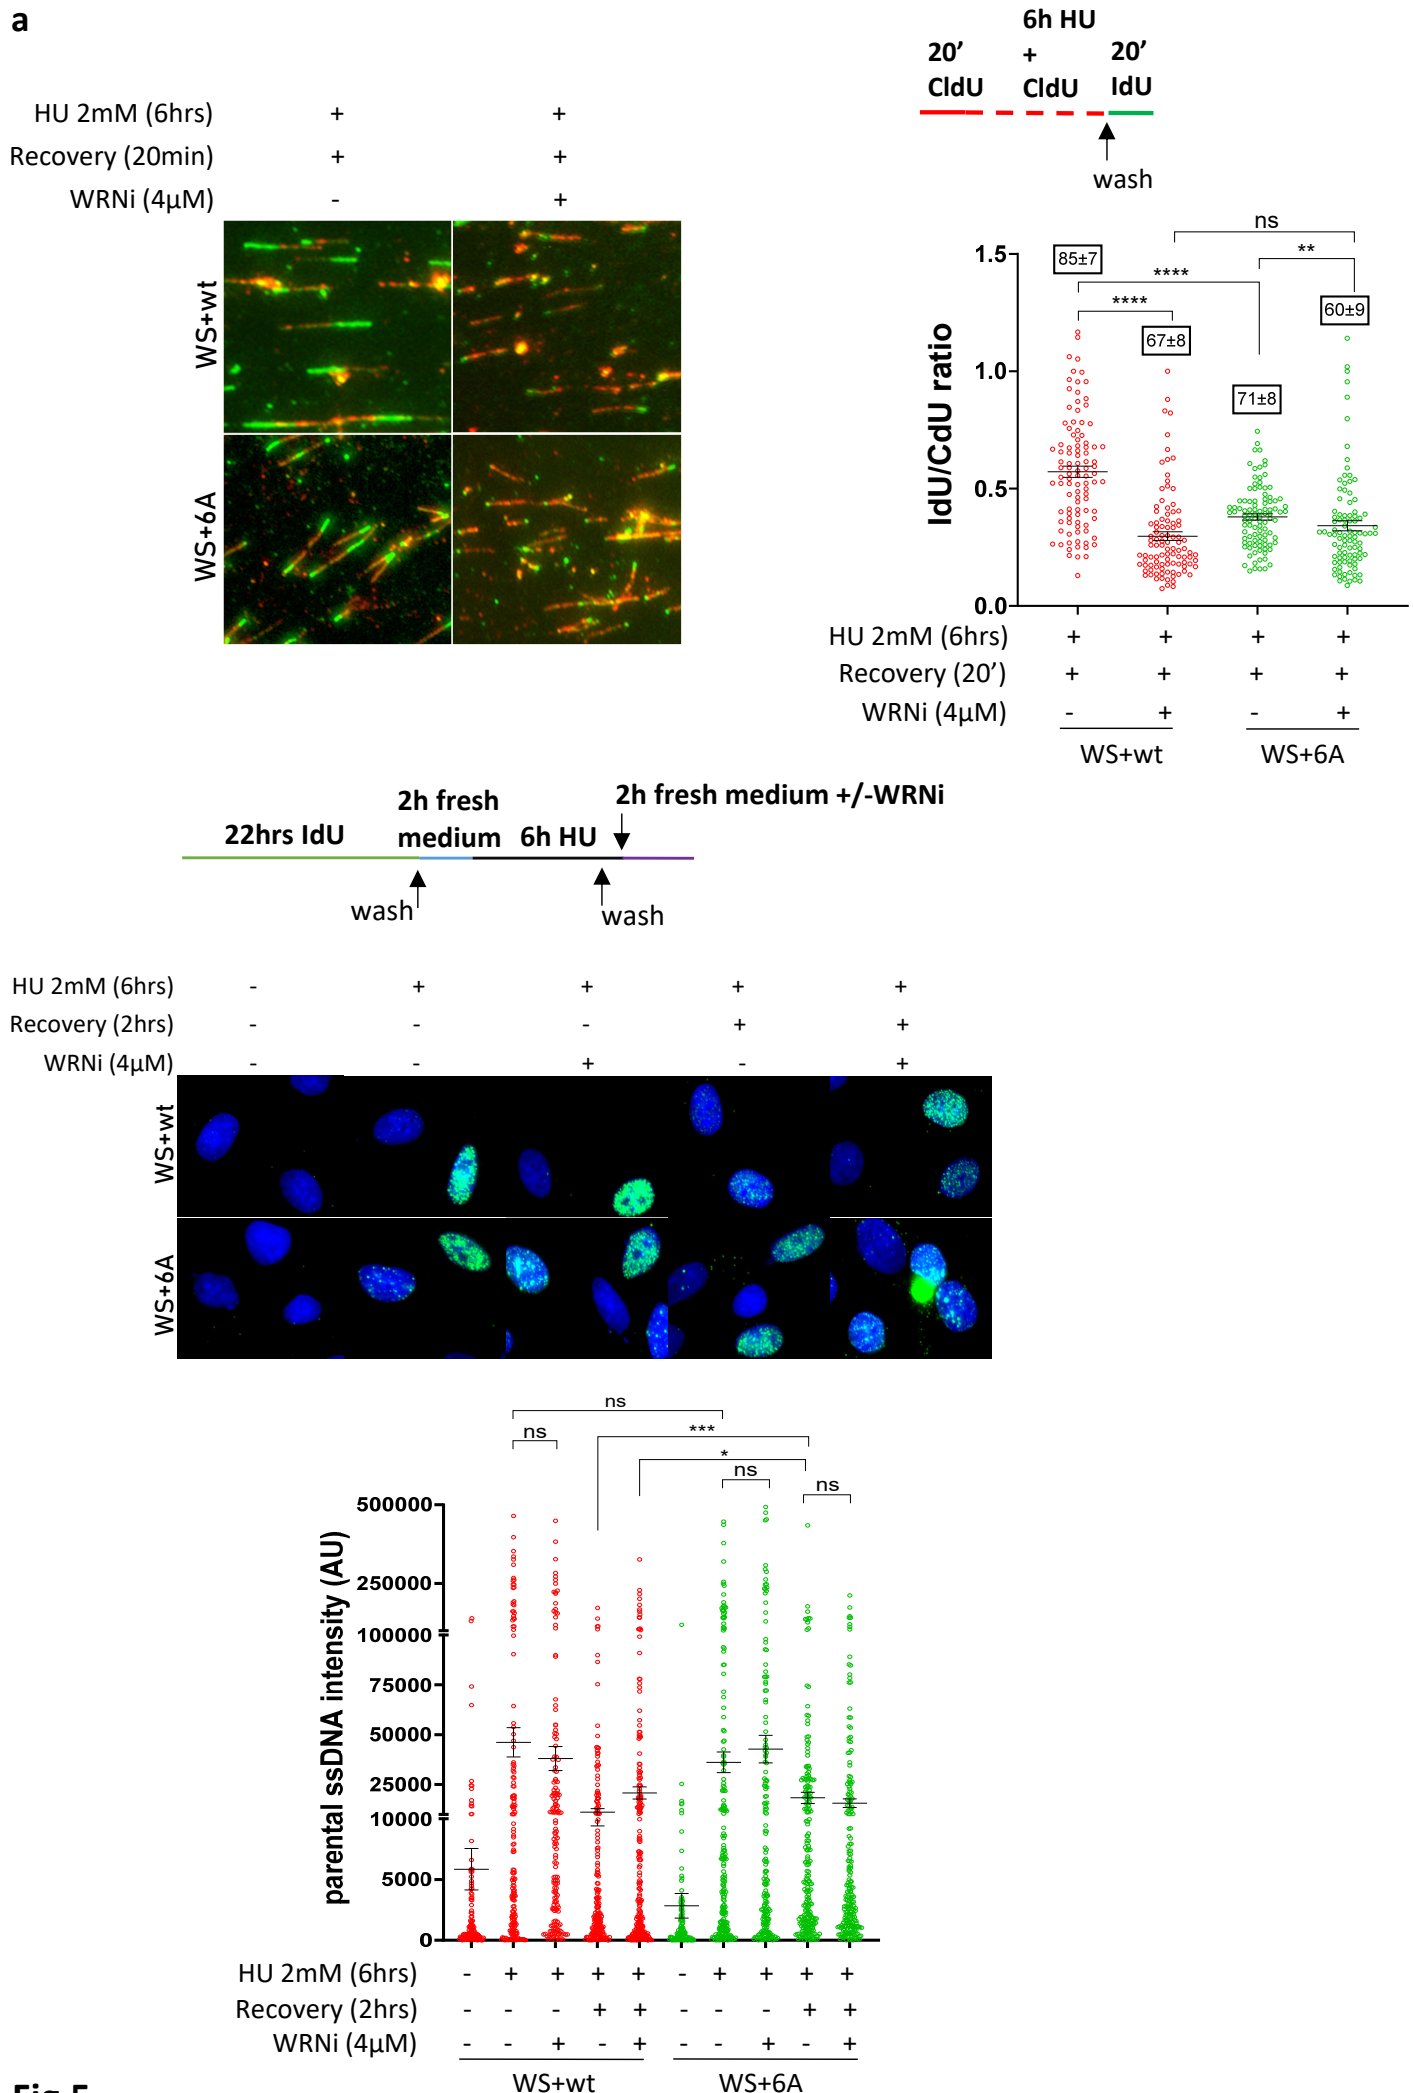 a
HU 2mM (6hrs) + +
Recovery (20min) + +
WRNi (4µM) - +
WS+wt
WS+6A
20’ CldU
6h HU + CldU
20’ IdU
wash
ns
**
****
****
85±7
67±8
71±8
60±9
IdU/CdU ratio
1.5
1.0
0.5
0.0
HU 2mM (6hrs) + + + +
Recovery (20’) + + + +
WRNi (4µM) - + - +
WS+wt WS+6A
22hrs IdU
2h fresh medium
6h HU
2h fresh medium +/-WRNi
wash
wash
HU 2mM (6hrs) - + + + +
Recovery (2hrs) - - - + +
WRNi (4µM) - - + - +
WS+wt
WS+6A
ns
ns
***
*
ns
ns
parental ssDNA intensity (AU)
500000
250000
100000
75000
50000
25000
10000
5000
0
HU 2mM (6hrs) - + + + + - + + + +
Recovery (2hrs) - - - + + - - - + +
WRNi (4µM) - - + - + - - + - +
WS+wt WS+6A